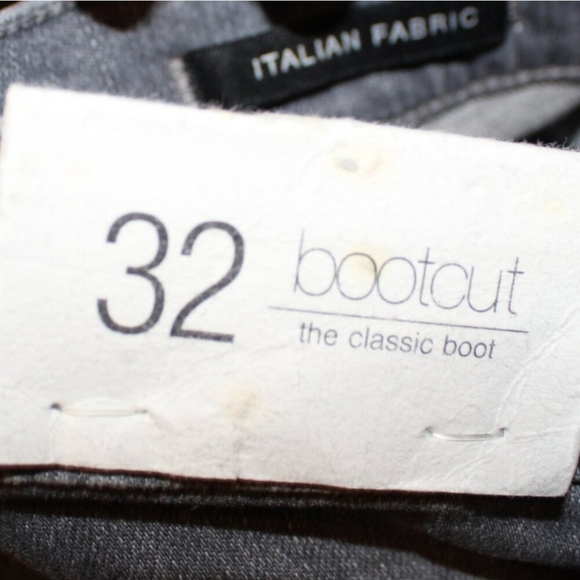 ITALIAN FABRIC
32 bootcut
the classic boot